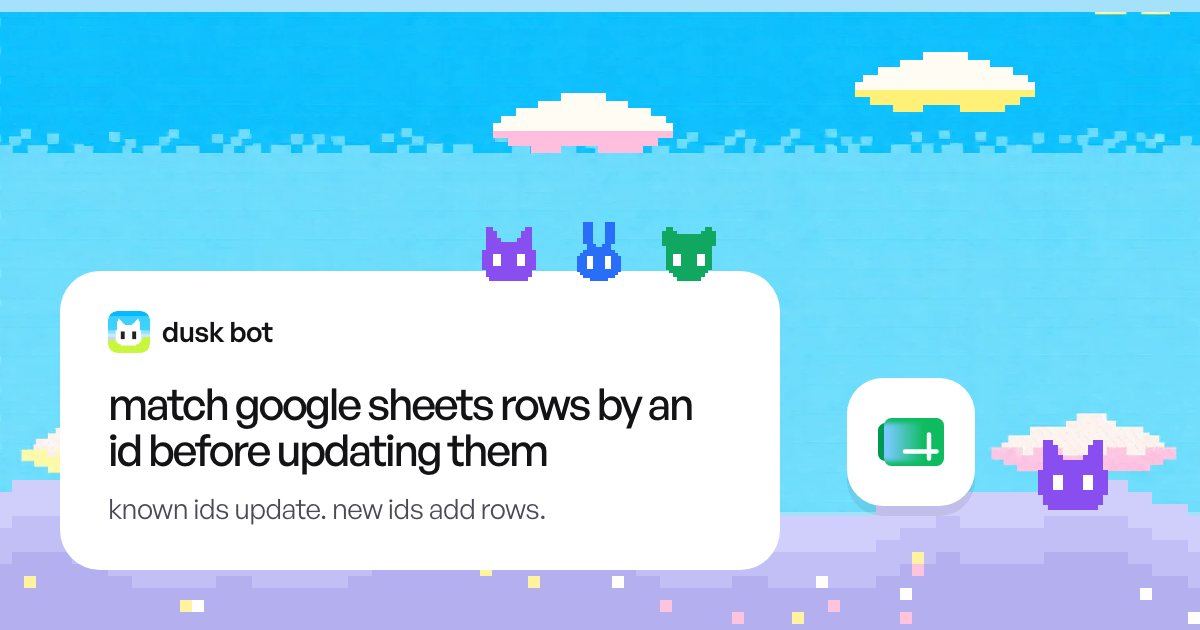 dusk bot
match google sheets rows by an
id before updating them
known ids update. new ids add rows.